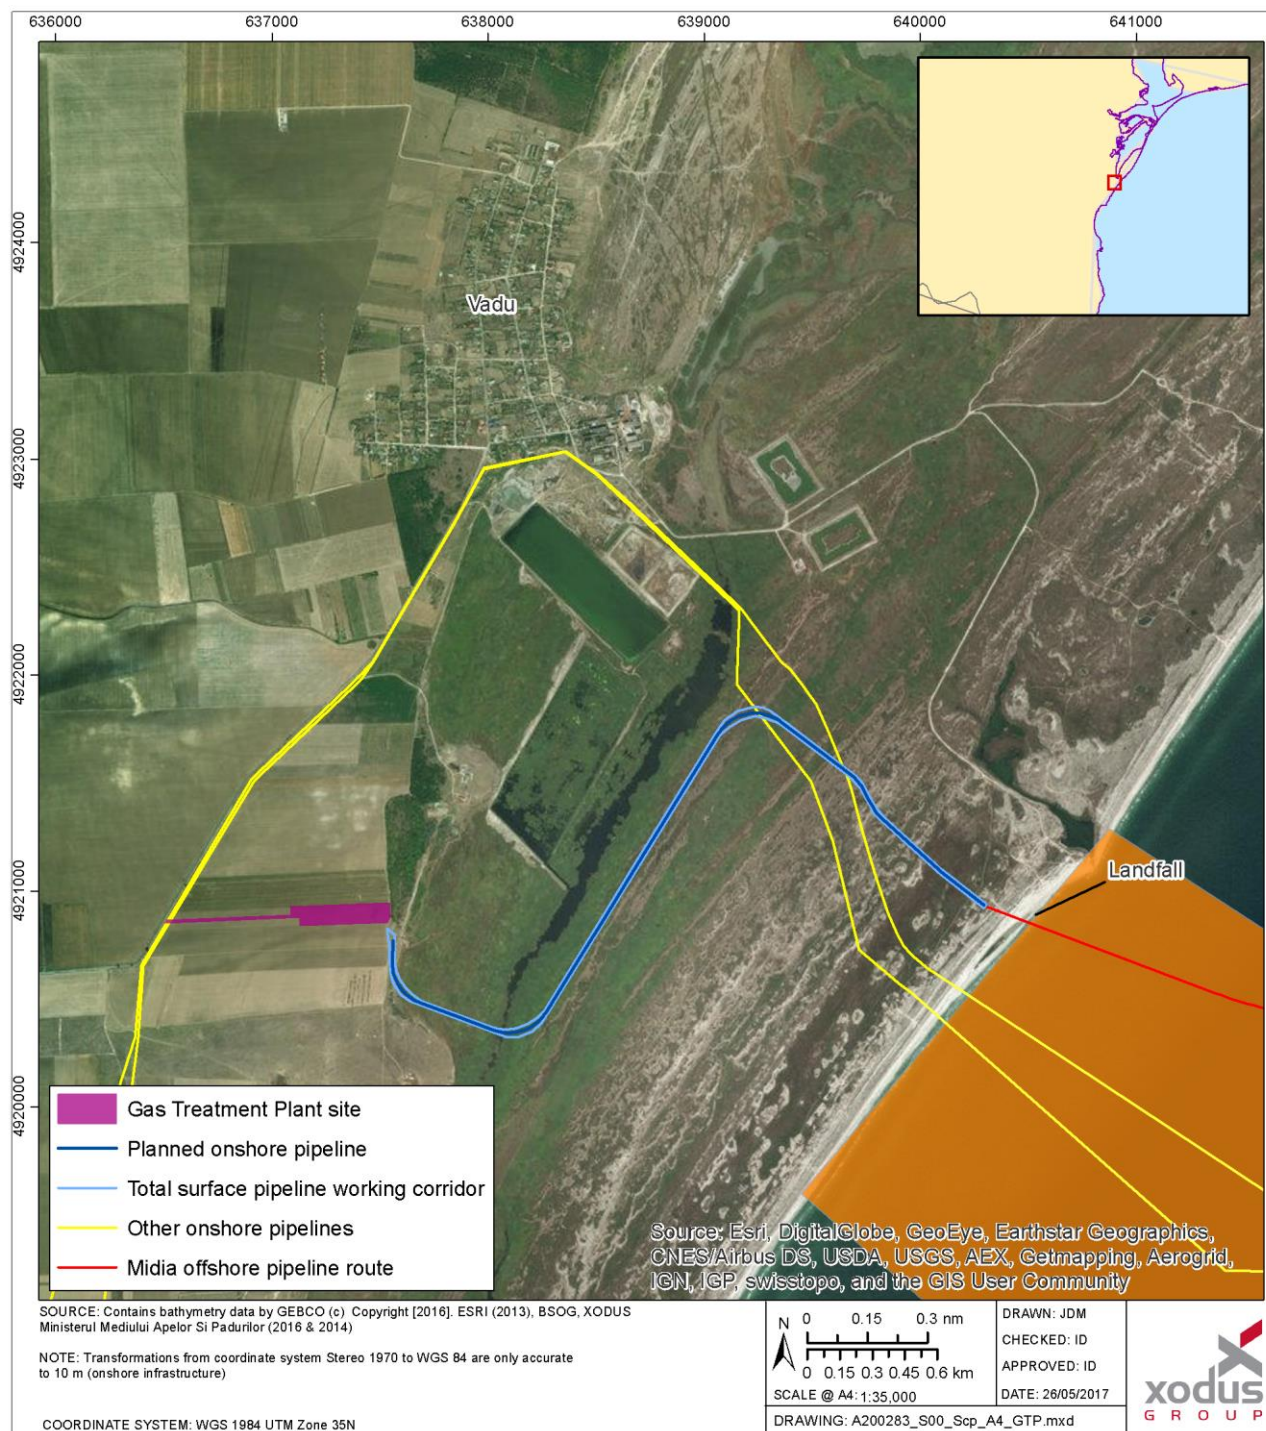 636000 637000 638000 639000 640000 641000
4924000
4923000
4922000
4921000
4920000
Vadu
Landfall
Gas Treatment Plant site
Planned onshore pipeline
Total surface pipeline working corridor
Other onshore pipelines
Midia offshore pipeline route
Source: Esri, DigitalGlobe, GeoEye, Earthstar Geographics,
CNES/Airbus DS, USDA, USGS, AEX, Getmapping, Aerogrid,
IGN, IGP, swisstopo, and the GIS User Community
SOURCE: Contains bathymetry data by GEBCO (c) Copyright [2016]. ESRI (2013), BSOG, XODUS
Ministerul Mediului Apelor Si Padurilor (2016 & 2014)
NOTE: Transformations from coordinate system Stereo 1970 to WGS 84 are only accurate
to 10 m (onshore infrastructure)
COORDINATE SYSTEM: WGS 1984 UTM Zone 35N
N
0 0.15 0.3 nm
0 0.15 0.3 0.45 0.6 km
SCALE @ A4: 1:35,000
DRAWN: JDM
CHECKED: ID
APPROVED: ID
DATE: 26/05/2017
DRAWING: A200283_S00_Scp_A4_GTP.mxd
xodus
GROUP